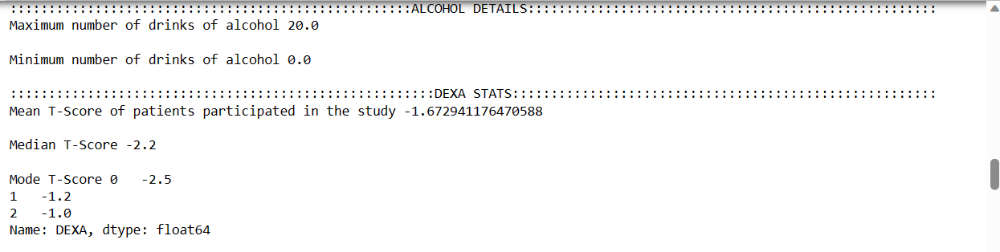 ::::::::::::::::::::::::::::::::::::::::::::::::::::ALCOHOL DETAILS:::::::::::::::::::::::::::::::::::::::::::::::::::::
Maximum number of drinks of alcohol 20.0
Minimum number of drinks of alcohol 0.0
:::::::::::::::::::::::::::::::::::::::::::::::::::::::DEXA STATS:::::::::::::::::::::::::::::::::::::::::::::::::::::::
Mean T-Score of patients participated in the study -1.672941176470588
Median T-Score -2.2
Mode T-Score 0   -2.5
1   -1.2
2   -1.0
Name: DEXA, dtype: float64